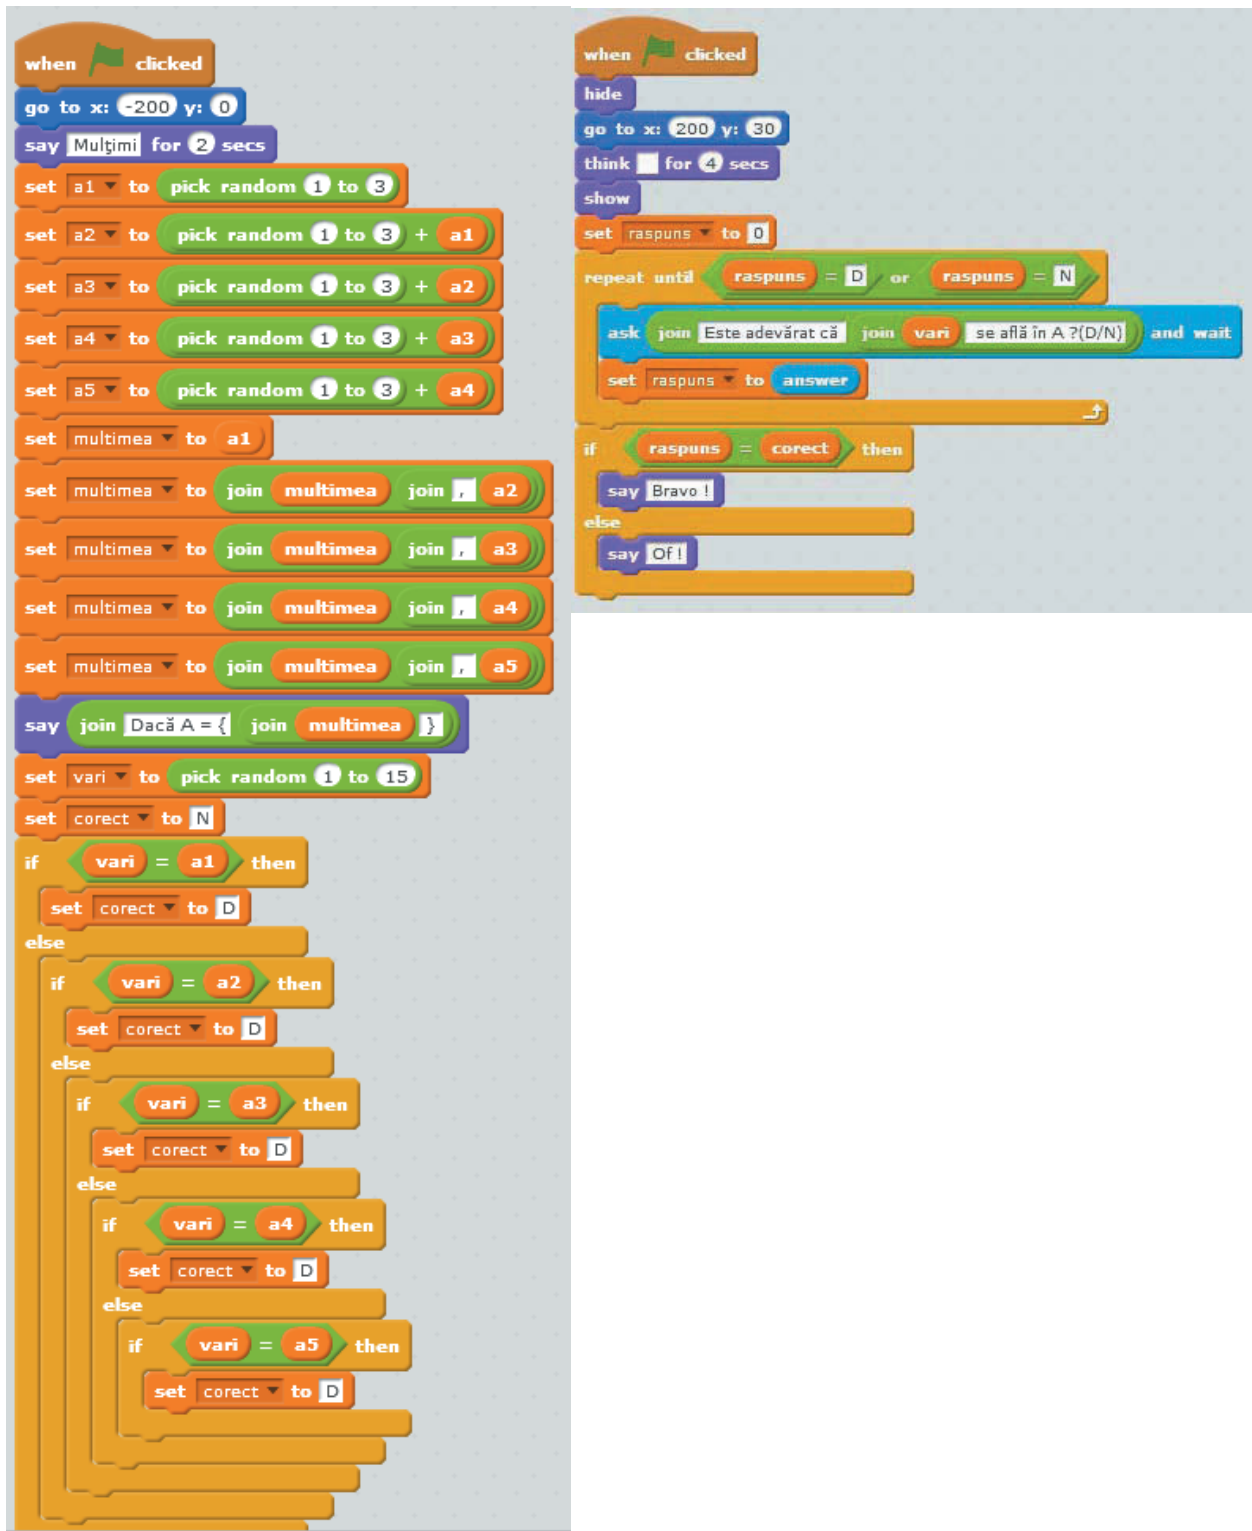 when clicked
go to x: -200 y: 0
say Mulţimi for 2 secs
set a1 to pick random 1 to 3
set a2 to pick random 1 to 3 + a1
set a3 to pick random 1 to 3 + a2
set a4 to pick random 1 to 3 + a3
set a5 to pick random 1 to 3 + a4
set multimea to a1
set multimea to join multimea join , a2
set multimea to join multimea join , a3
set multimea to join multimea join , a4
set multimea to join multimea join , a5
say join Dacă A = { join multimea }
set vari to pick random 1 to 15
set corect to N
if vari = a1 then
set corect to D
else
if vari = a2 then
set corect to D
else
if vari = a3 then
set corect to D
else
if vari = a4 then
set corect to D
else
if vari = a5 then
set corect to D
when clicked
hide
go to x: 200 y: 30
think for 4 secs
show
set raspuns to 0
repeat until raspuns = D or raspuns = N
ask join Este adevărat că join vari se află în A ?(D/N) and wait
set raspuns to answer
if raspuns = corect then
say Bravo !
else
say Of !